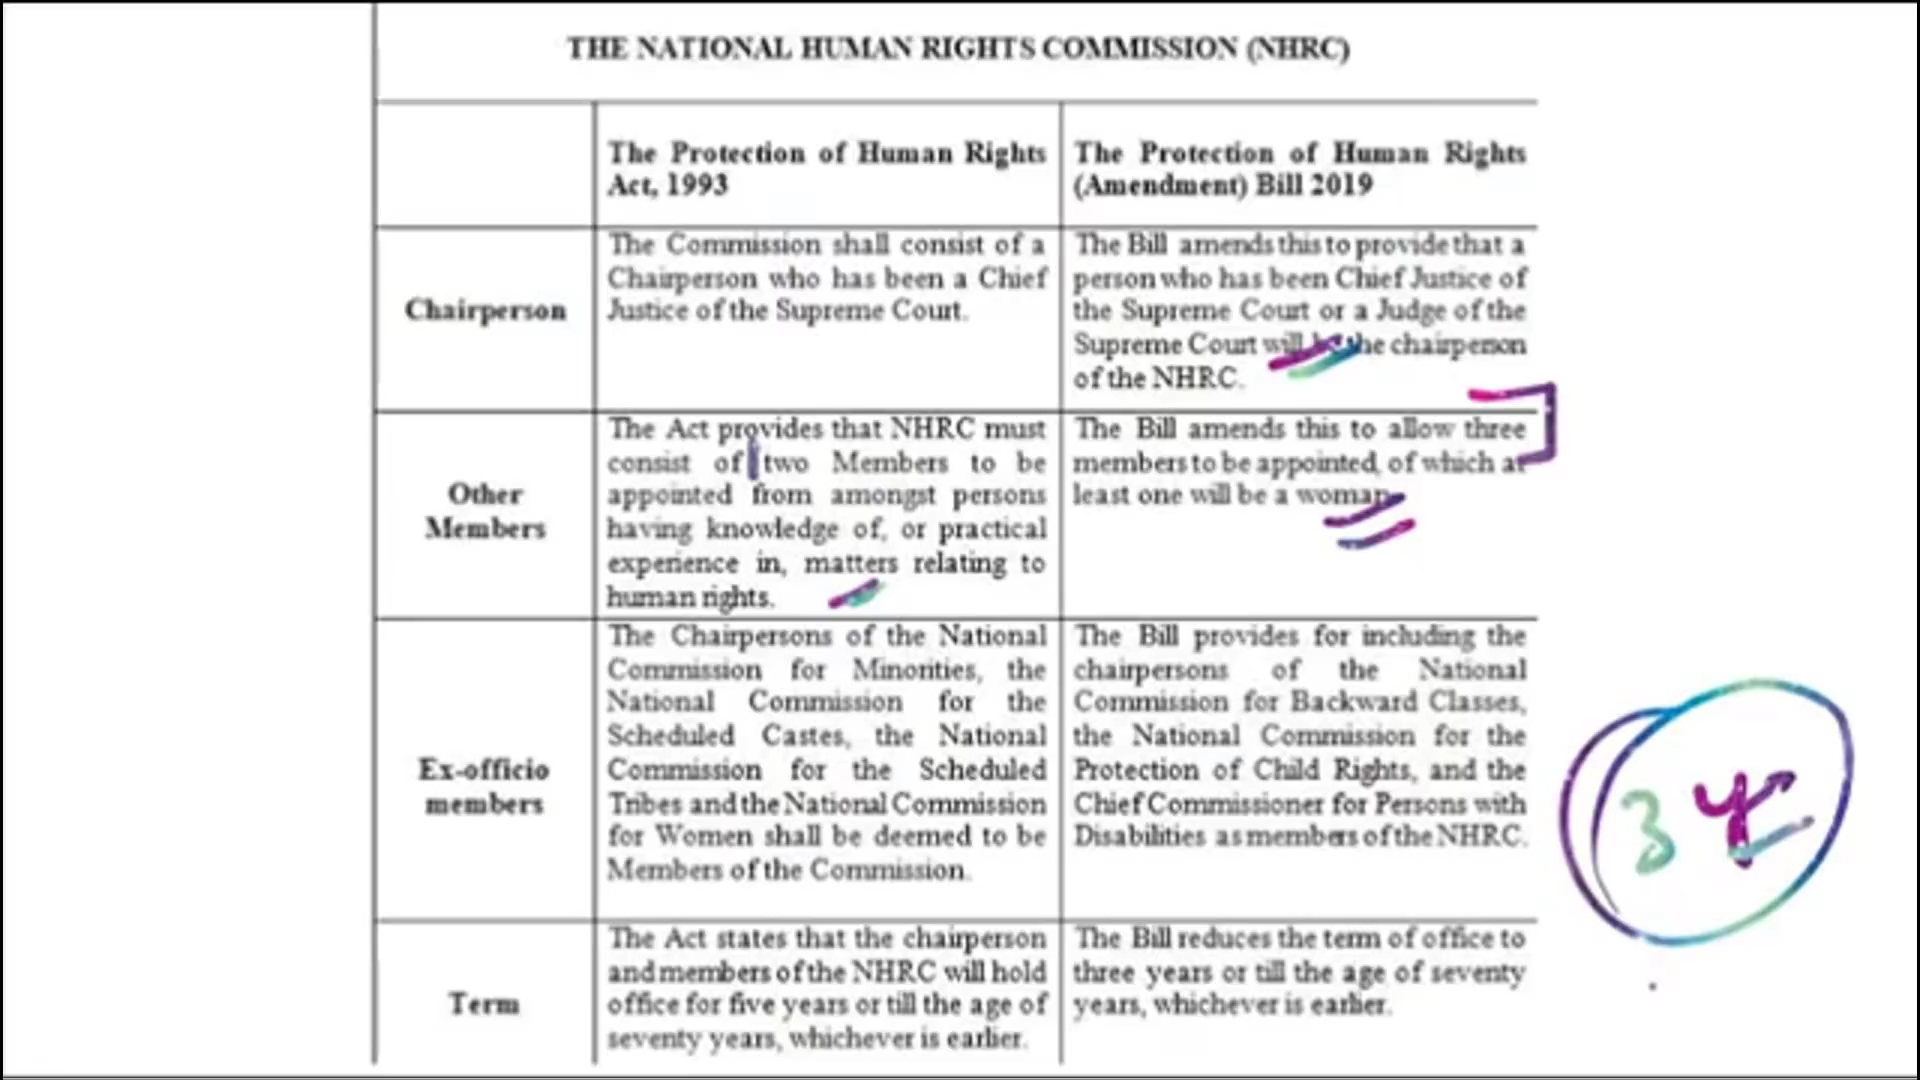 THE NATIONAL HUMAN RIGHTS COMMISSION (NHRC)
The Protection of Human Rights
Act, 1993
The Protection of Human Rights
(Amendment) Bill 2019
Chairperson
The Commission shall consist of a
Chairperson who has been a Chief
Justice of the Supreme Court.
The Bill amends this to provide that a
person who has been Chief Justice of
the Supreme Court or a Judge of the
Supreme Court will be the chairperson
of the NHRC.
Other
Members
The Act provides that NHRC must
consist of two Members to be
appointed from amongst persons
having knowledge of, or practical
experience in, matters relating to
human rights.
The Bill amends this to allow three
members to be appointed, of which at
least one will be a woman.
Ex-officio
members
The Chairpersons of the National
Commission for Minorities, the
National Commission for the
Scheduled Castes, the National
Commission for the Scheduled
Tribes and the National Commission
for Women shall be deemed to be
Members of the Commission.
The Bill provides for including the
chairpersons of the National
Commission for Backward Classes,
the National Commission for the
Protection of Child Rights, and the
Chief Commissioner for Persons with
Disabilities as members of the NHRC.
3
Term
The Act states that the chairperson
and members of the NHRC will hold
office for five years or till the age of
seventy years, whichever is earlier.
The Bill reduces the term of office to
three years or till the age of seventy
years, whichever is earlier.